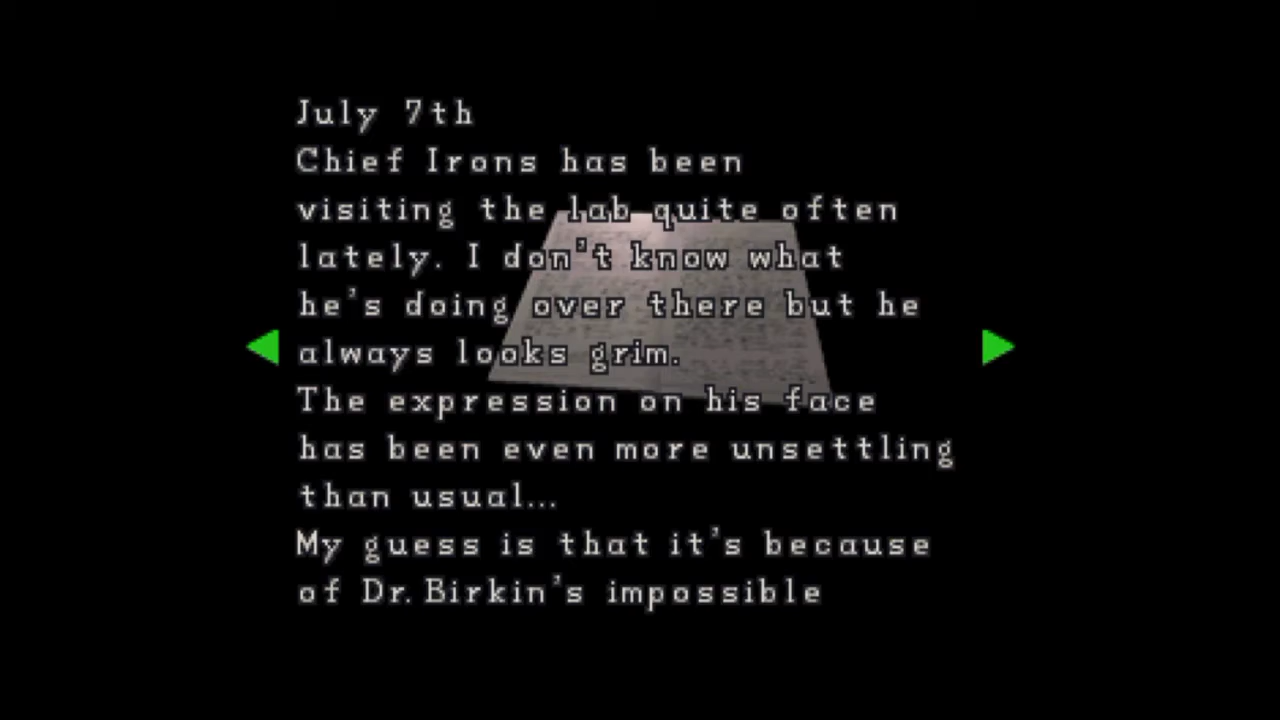 July 7th
Chief Irons has been
visiting the lab quite often
lately. I don't know what
he's doing over there but he
always looks grim.
The expression on his face
has been even more unsettling
than usual...
My guess is that it's because
of Dr. Birkin's impossible